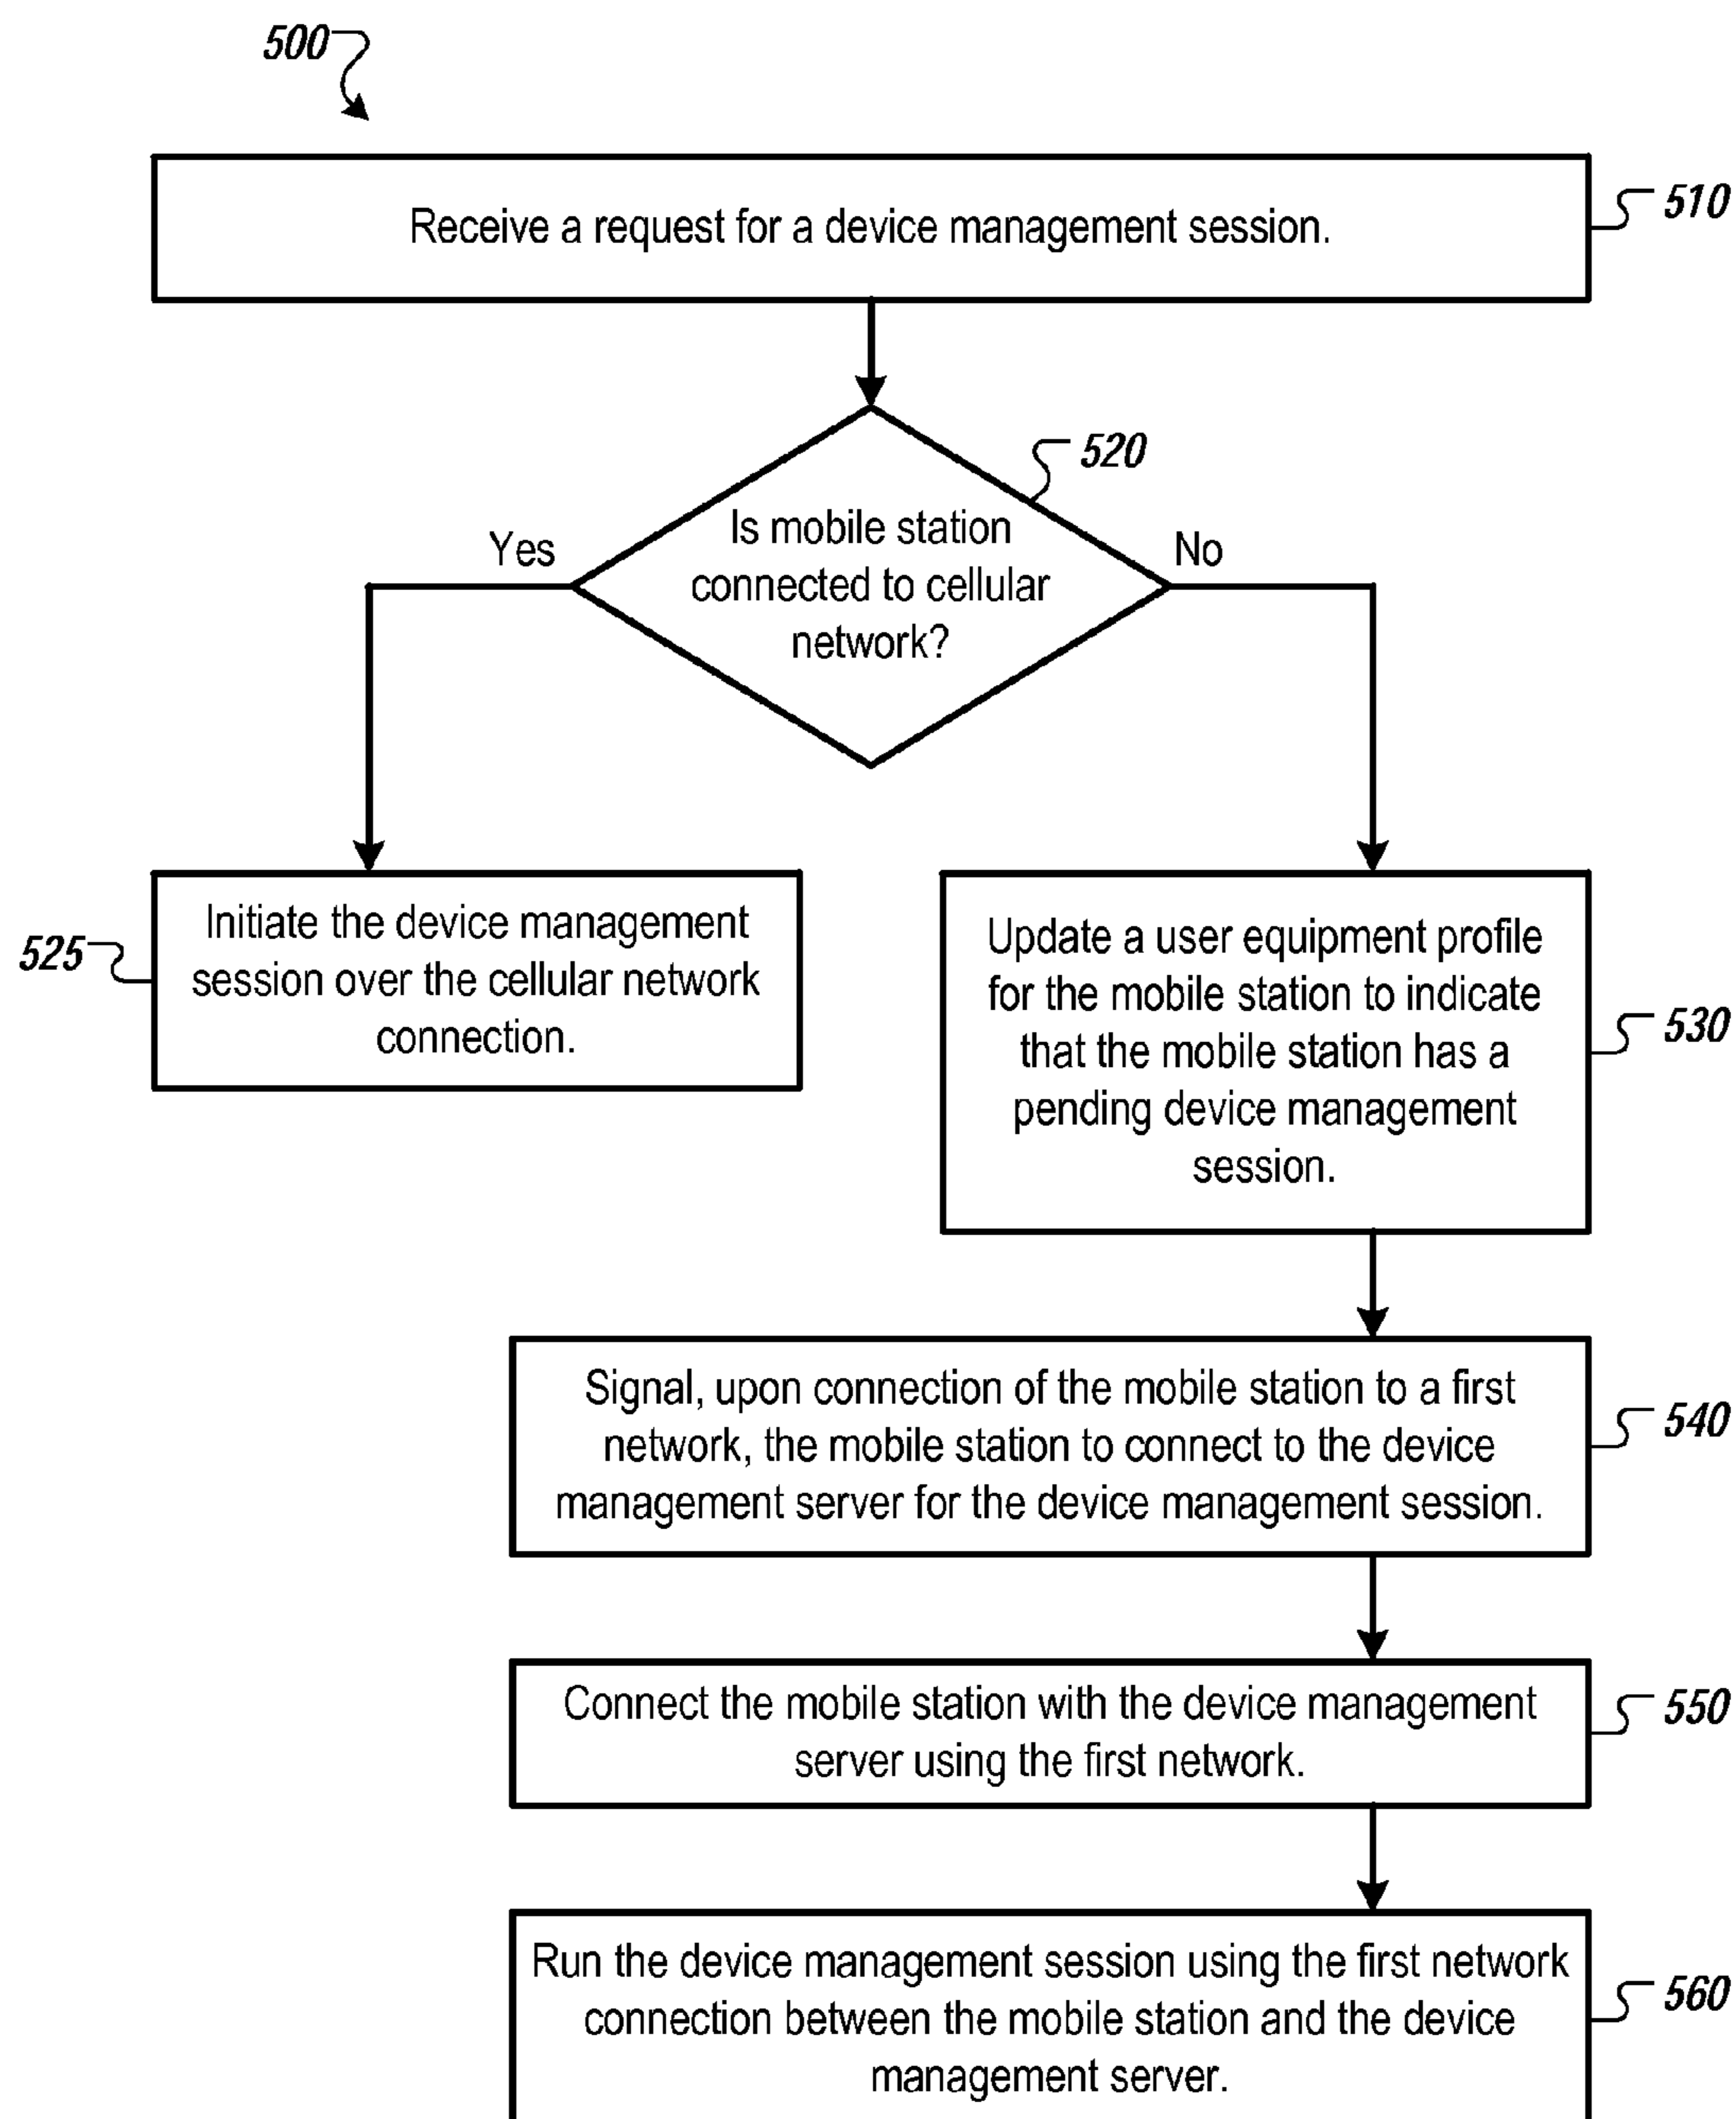 500
Receive a request for a device management session.
510
520
Is mobile station
connected to cellular
network?
Yes
No
Initiate the device management
session over the cellular network
connection.
525
Update a user equipment profile
for the mobile station to indicate
that the mobile station has a
pending device management
session.
530
Signal, upon connection of the mobile station to a first
network, the mobile station to connect to the device
management server for the device management session.
540
Connect the mobile station with the device management
server using the first network.
550
Run the device management session using the first network
connection between the mobile station and the device
management server.
560